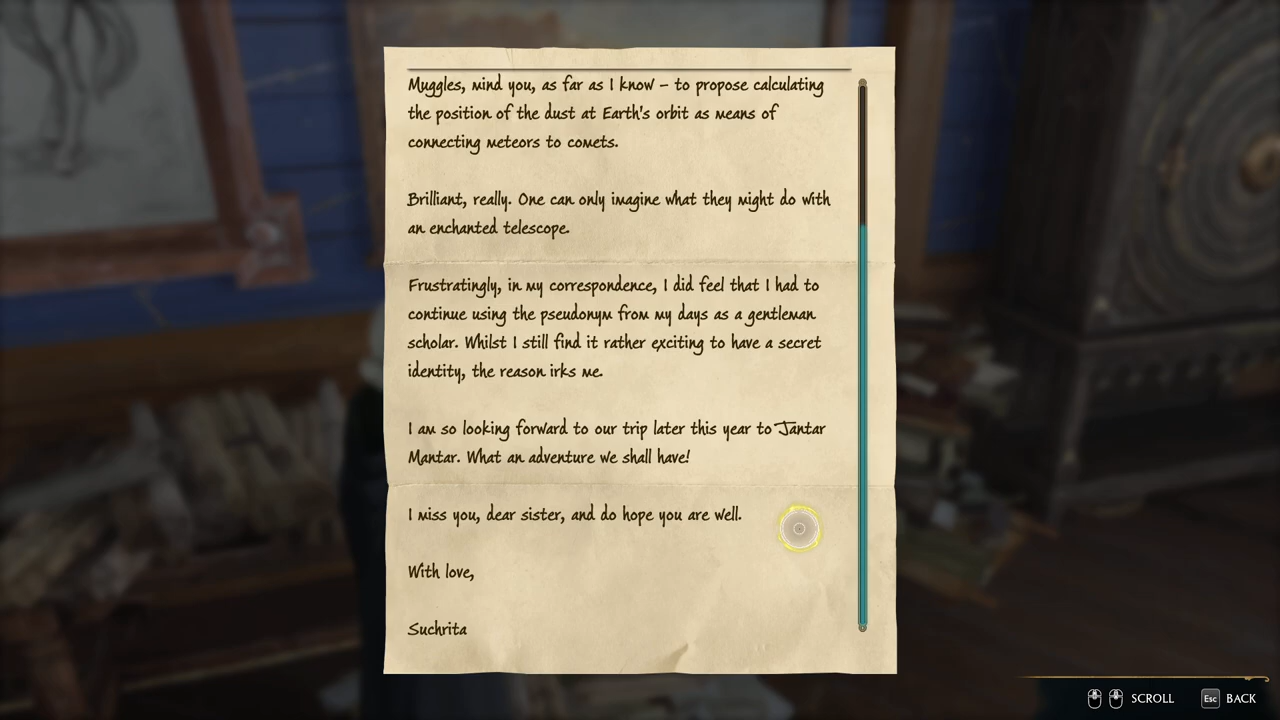 Muggles, mind you, as far as I know – to propose calculating
the position of the dust at Earth's orbit as means of
connecting meteors to comets.
Brilliant, really. One can only imagine what they might do with
an enchanted telescope.
Frustratingly, in my correspondence, I did feel that I had to
continue using the pseudonym from my days as a gentleman
scholar. Whilst I still find it rather exciting to have a secret
identity, the reason irks me.
I am so looking forward to our trip later this year to Jantar
Mantar. What an adventure we shall have!
I miss you, dear sister, and do hope you are well.
With love,
Suchrita
SCROLL
Esc BACK